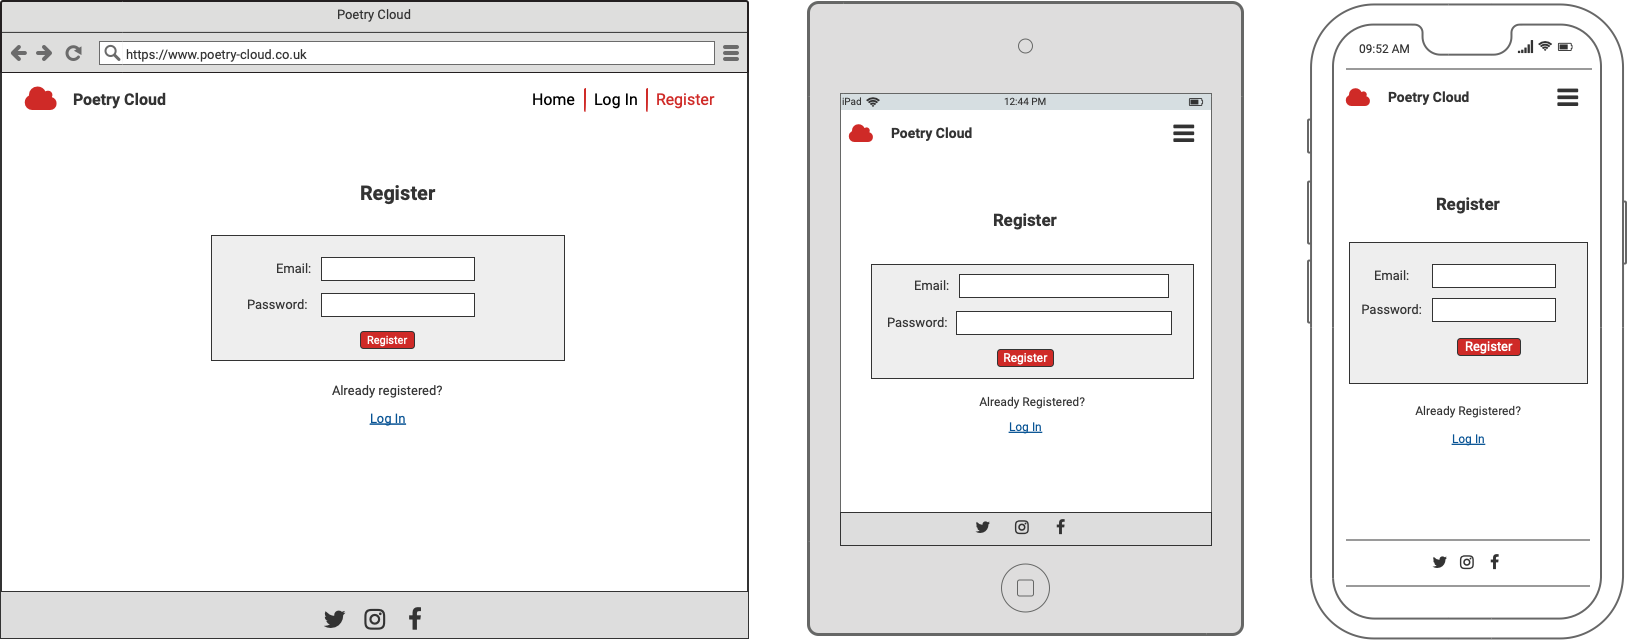 Poetry Cloud
https://www.poetry-cloud.co.uk
Poetry Cloud
Home Log In Register
Register
Email:
Password:
Register
Already registered?
Log In
iPad 12:44 PM
Poetry Cloud
Register
Email:
Password:
Register
Already Registered?
Log In
09:52 AM
Poetry Cloud
Register
Email:
Password:
Register
Already Registered?
Log In